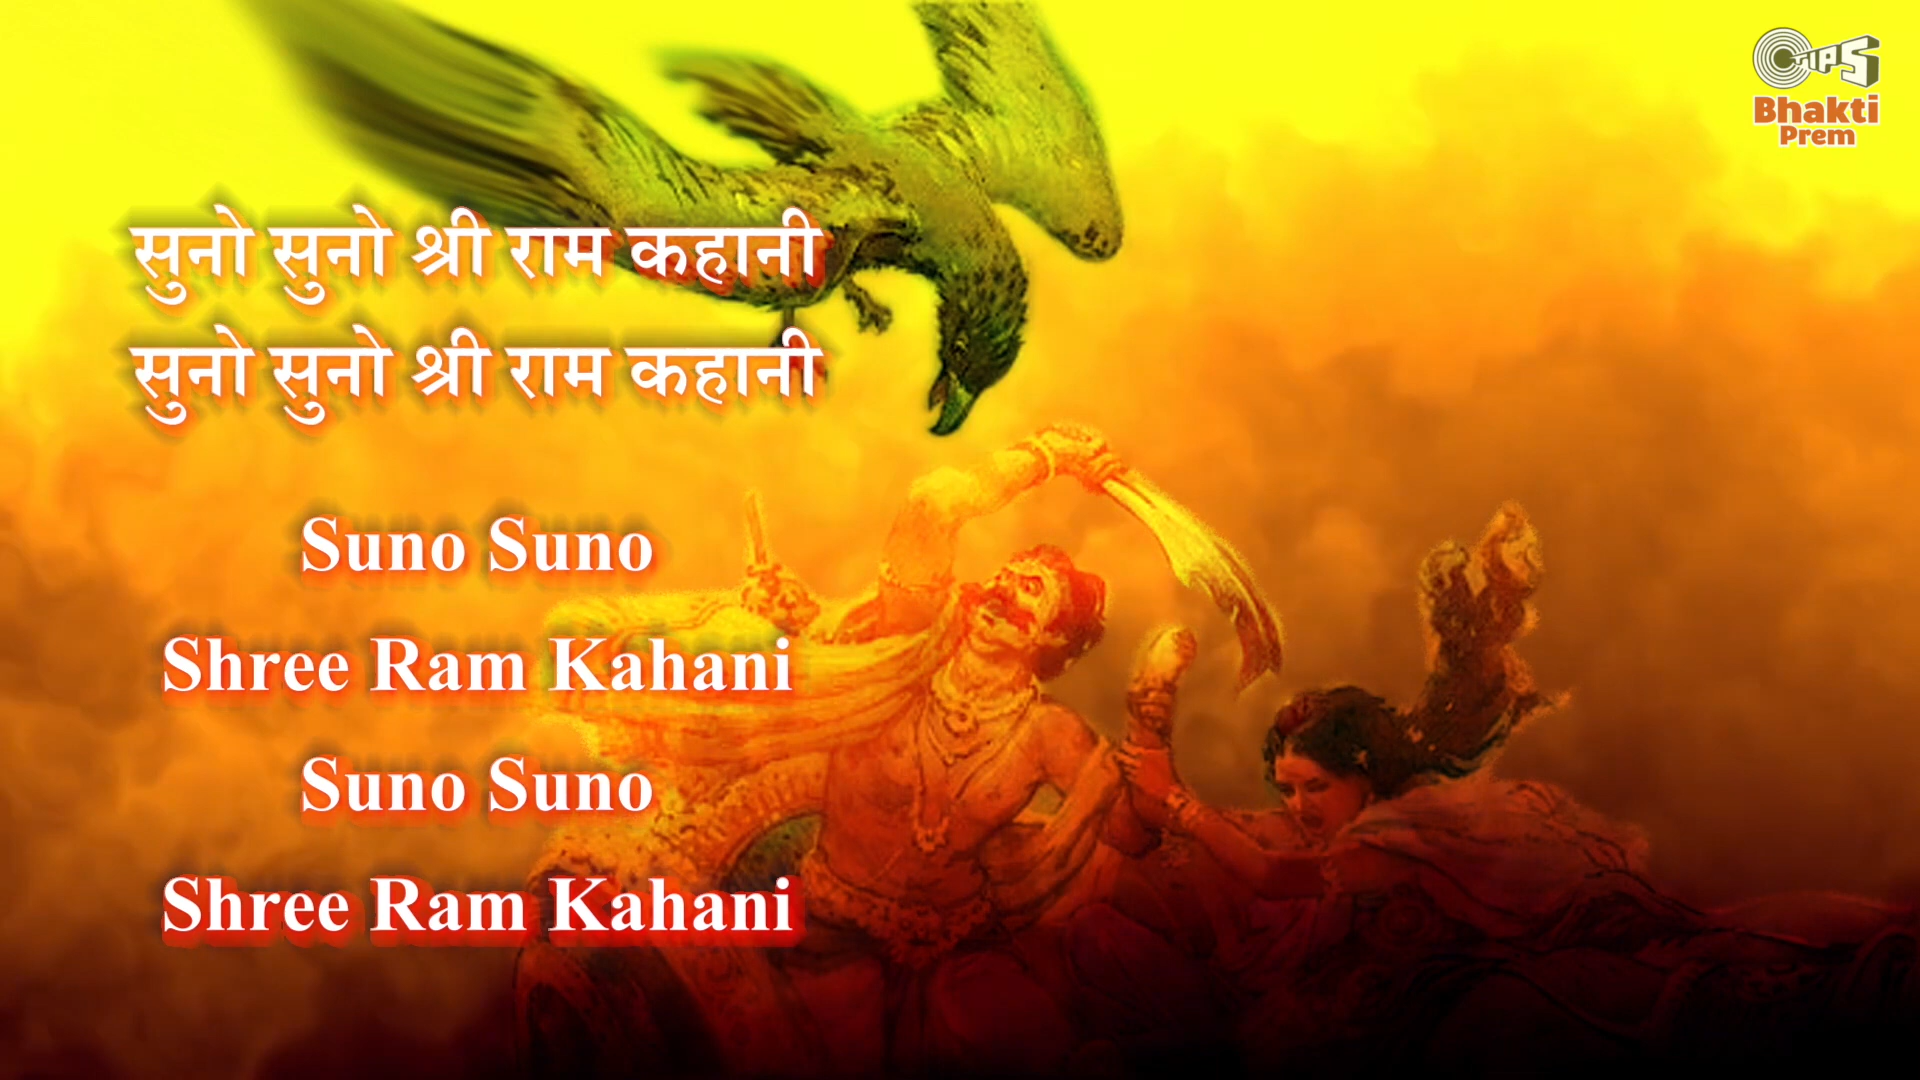 TIPS
Bhakti
Prem
सुनो सुनो श्री राम कहानी
सुनो सुनो श्री राम कहानी
Suno Suno
Shree Ram Kahani
Suno Suno
Shree Ram Kahani